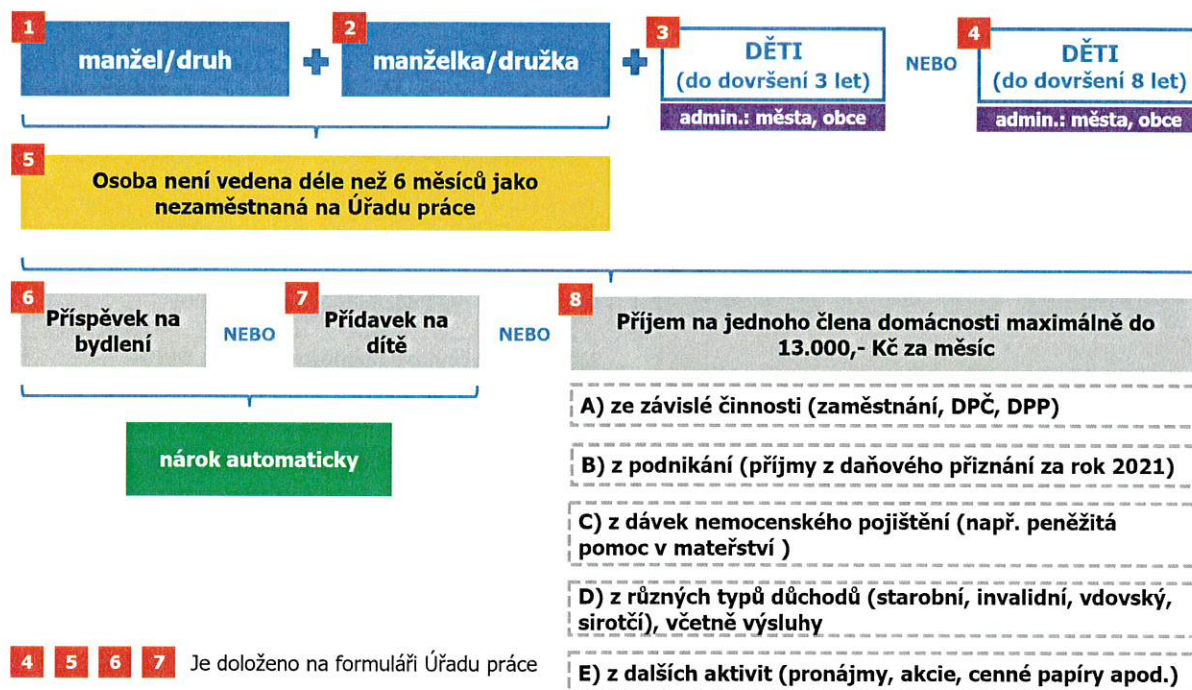 1
manžel/druh
2
manželka/družka
3
DĚTI
(do dovršení 3 let)
admin.: města, obce
NEBO
4
DĚTI
(do dovršení 8 let)
admin.: města, obce
5
Osoba není vedena déle než 6 měsíců jako
nezaměstnaná na Úřadu práce
6
Příspěvek na
bydlení
NEBO
7
Přídavek na
dítě
NEBO
8
Příjem na jednoho člena domácnosti maximálně do
13.000,- Kč za měsíc
nárok automaticky
A) ze závislé činnosti (zaměstnání, DPČ, DPP)
B) z podnikání (příjmy z daňového přiznání za rok 2021)
C) z dávek nemocenského pojištění (např. peněžitá
pomoc v mateřství )
D) z různých typů důchodů (starobní, invalidní, vdovský,
sirotčí), včetně výsluhy
E) z dalších aktivit (pronájmy, akcie, cenné papíry apod.)
4 5 6 7 Je doloženo na formuláři Úřadu práce